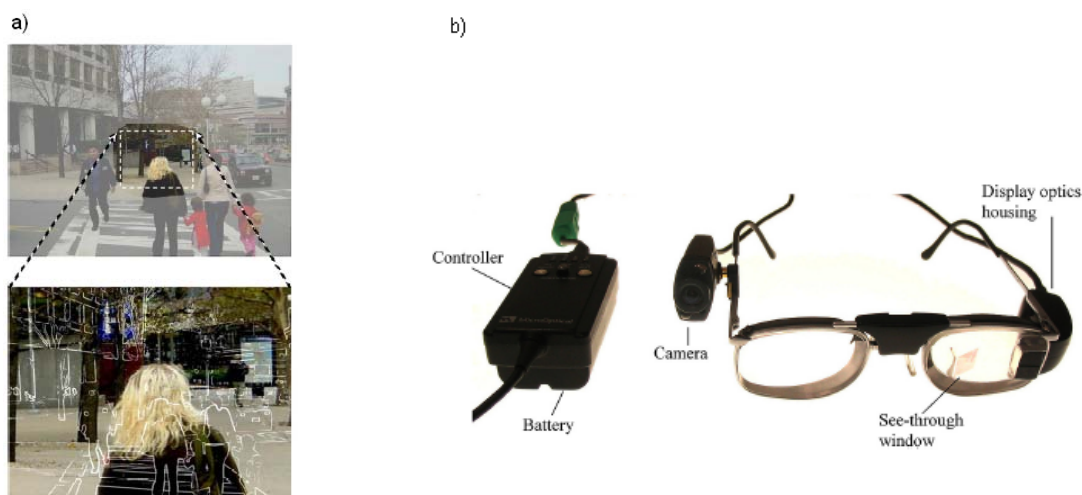 a)
b)
Display optics
housing
Controller
Camera
Battery
See-through
window